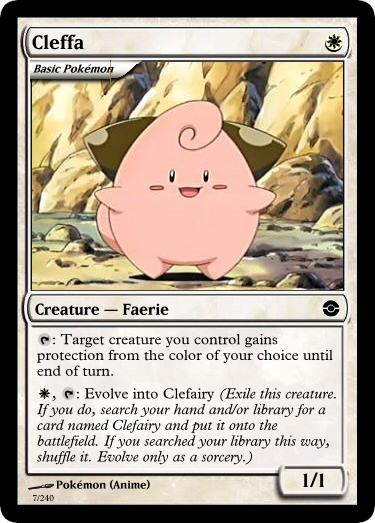 Cleffa
Basic Pokémon
Creature — Faerie
: Target creature you control gains
protection from the color of your choice until
end of turn.
, : Evolve into Clefairy (Exile this creature.
If you do, search your hand and/or library for a
card named Clefairy and put it onto the
battlefield. If you searched your library this way,
shuffle it. Evolve only as a sorcery.)
1/1
Pokémon (Anime)
7/240